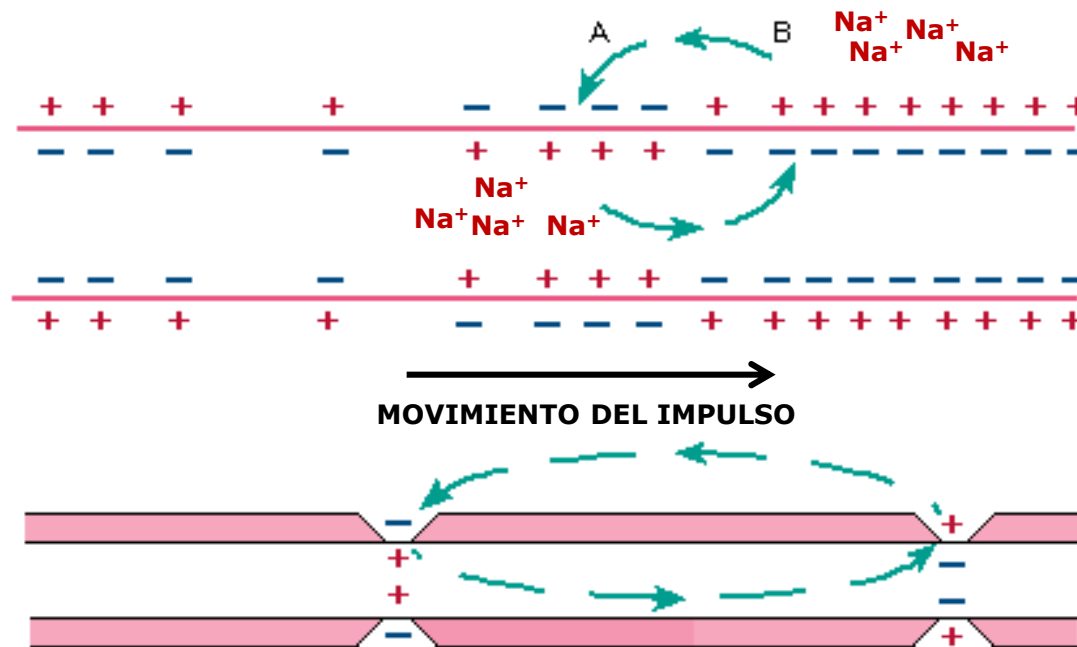 A B Na⁺ Na⁺
Na⁺ Na⁺
+ + + + − − − − + + + + + + + + +
− − − − + + + + − − − − − − − − −
Na⁺
Na⁺ Na⁺ Na⁺
− − − − + + + + − − − − − − − − −
+ + + + − − − − + + + + + + + + +
MOVIMIENTO DEL IMPULSO
− +
+ −
+ −
− +